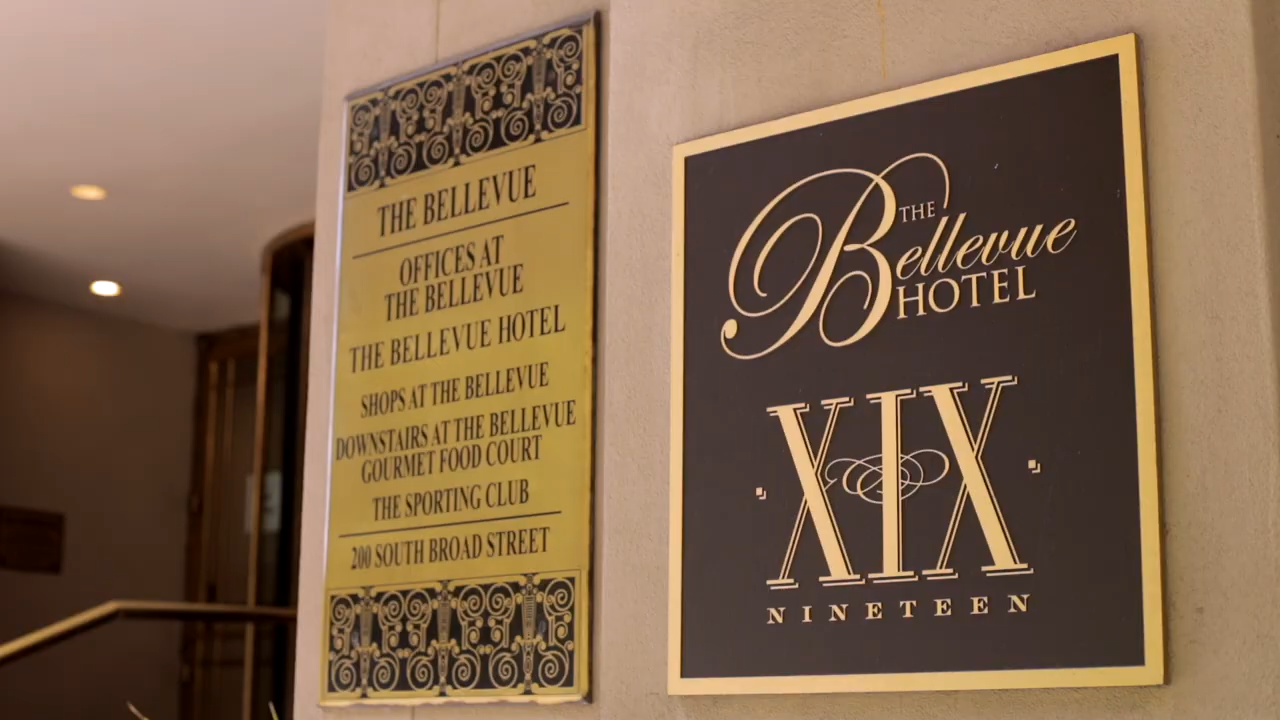 THE BELLEVUE
OFFICES AT
THE BELLEVUE
THE BELLEVUE HOTEL
SHOPS AT THE BELLEVUE
DOWNSTAIRS AT THE BELLEVUE
GOURMET FOOD COURT
THE SPORTING CLUB
200 SOUTH BROAD STREET
THE
Bellevue
HOTEL
XIX
NINETEEN